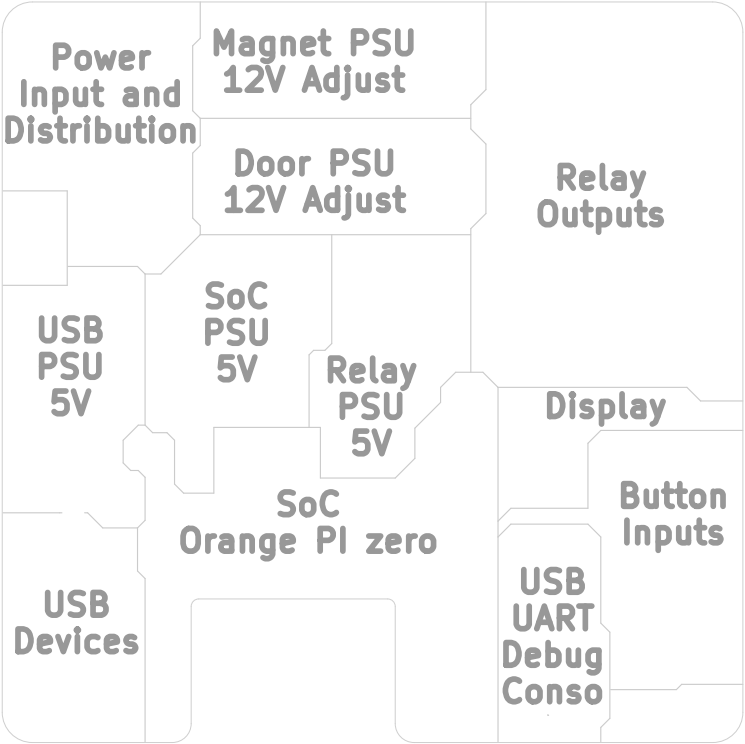 Power
Input and
Distribution
Magnet PSU
12V Adjust
Door PSU
12V Adjust
Relay
Outputs
SoC
PSU
5V
USB
PSU
5V
Relay
PSU
5V
Display
SoC
Orange PI zero
Button
Inputs
USB
Devices
USB
UART
Debug
Conso